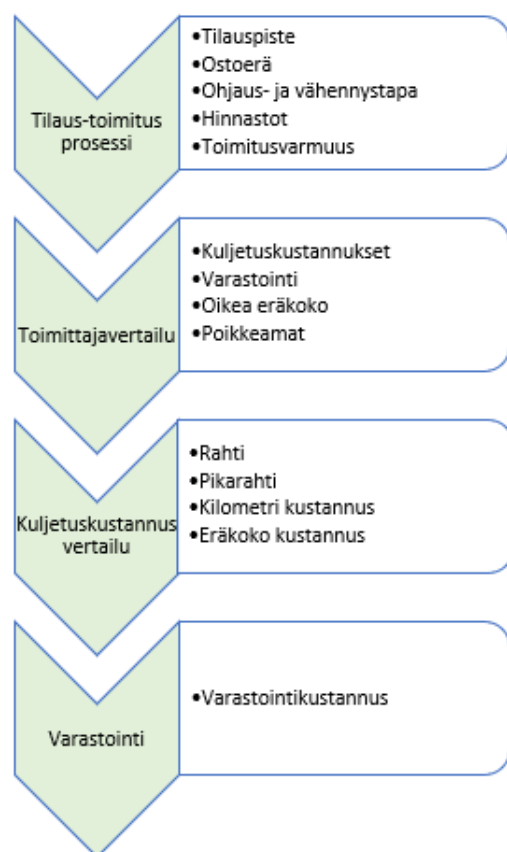 Tilaus-toimitus
prosessi
•Tilauspiste
•Ostoerä
•Ohjaus- ja vähennystapa
•Hinnastot
•Toimitusvarmuus
Toimittajavertailu
•Kuljetuskustannukset
•Varastointi
•Oikea eräkoko
•Poikkeamat
Kuljetuskustannus
vertailu
•Rahti
•Pikarahti
•Kilometri kustannus
•Eräkoko kustannus
Varastointi
•Varastointikustannus